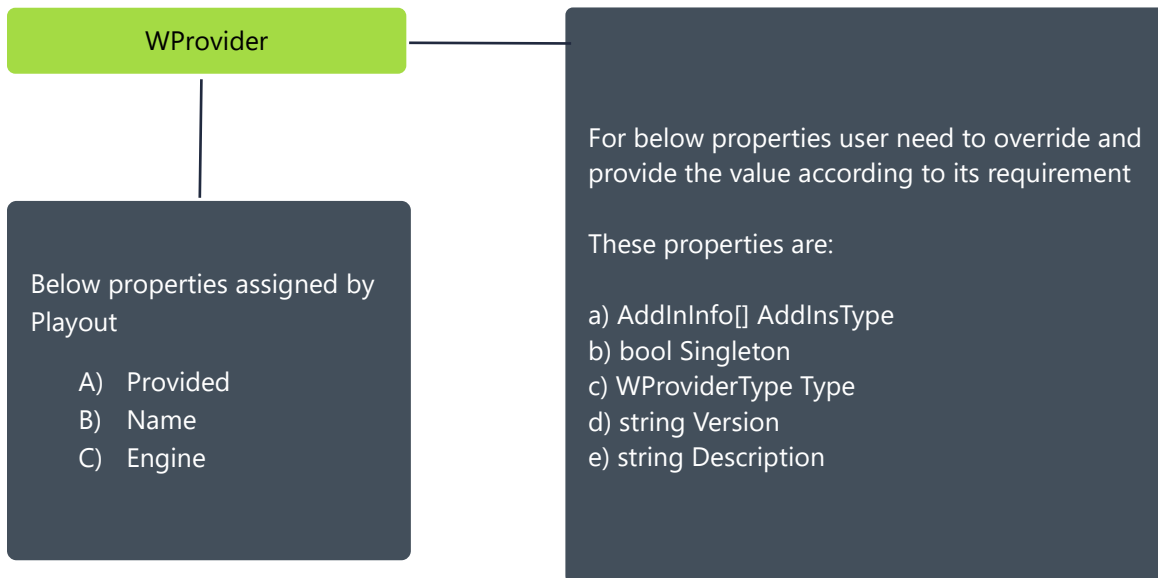 WProvider
Below properties assigned by
Playout
A) Provided
B) Name
C) Engine
For below properties user need to override and
provide the value according to its requirement
These properties are:
a) AddInInfo[] AddInsType
b) bool Singleton
c) WProviderType Type
d) string Version
e) string Description